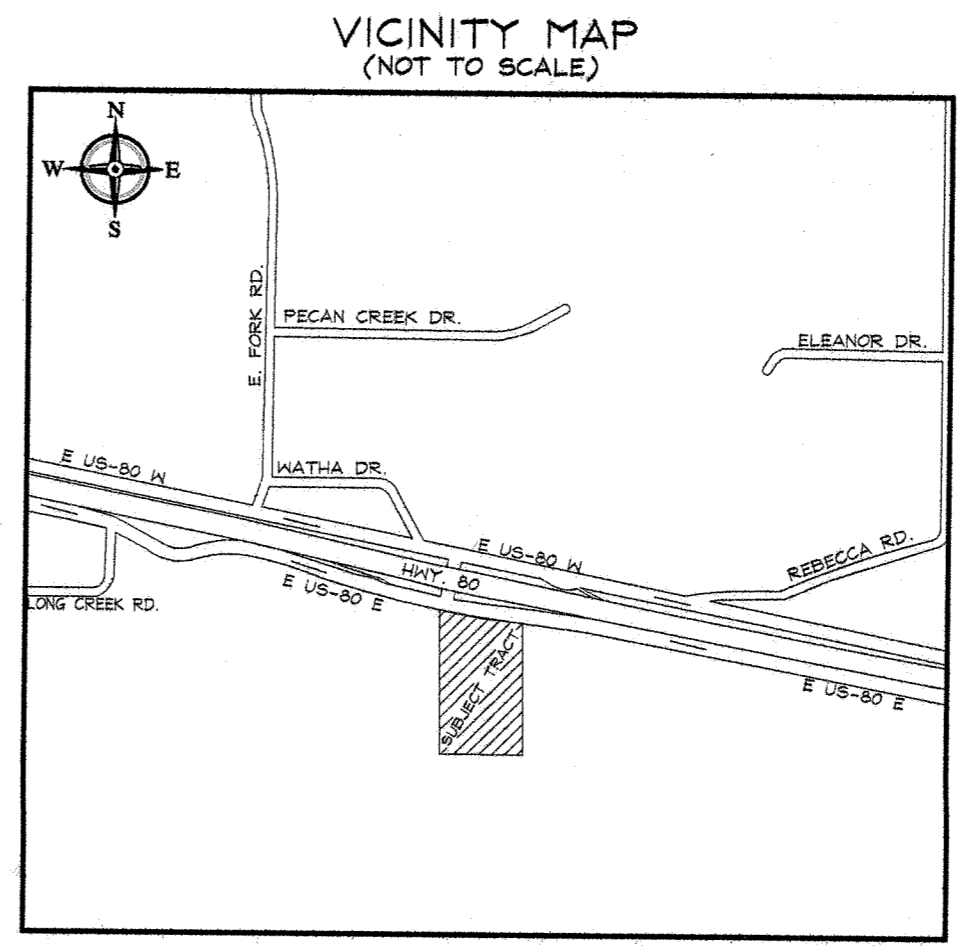 VICINITY MAP
(NOT TO SCALE)
N
W E
S
E. FORK RD.
PECAN CREEK DR.
ELEANOR DR.
E US-80 W
WATHA DR.
E US-80 W
REBECCA RD.
HWY. 80
E US-80 E
LONG CREEK RD.
SUBJECT TRACT
E US-80 E